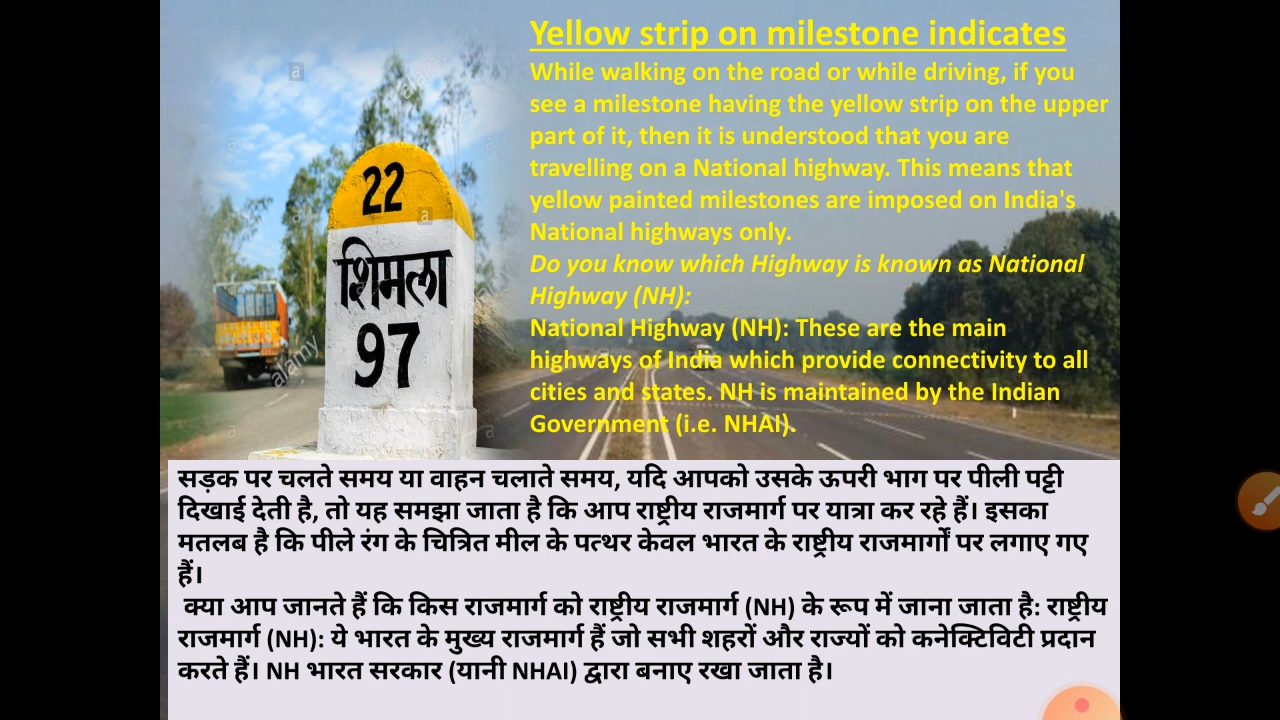 Yellow strip on milestone indicates
While walking on the road or while driving, if you
see a milestone having the yellow strip on the upper
part of it, then it is understood that you are
travelling on a National highway. This means that
yellow painted milestones are imposed on India's
National highways only.
Do you know which Highway is known as National
Highway (NH):
National Highway (NH): These are the main
highways of India which provide connectivity to all
cities and states. NH is maintained by the Indian
Government (i.e. NHAI).
22
शिमला
97
a
alamy
a
a
alamy
a
a
सड़क पर चलते समय या वाहन चलाते समय, यदि आपको उसके ऊपरी भाग पर पीली पट्टी
दिखाई देती है, तो यह समझा जाता है कि आप राष्ट्रीय राजमार्ग पर यात्रा कर रहे हैं। इसका
मतलब है कि पीले रंग के चित्रित मील के पत्थर केवल भारत के राष्ट्रीय राजमार्गों पर लगाए गए
हैं।
क्या आप जानते हैं कि किस राजमार्ग को राष्ट्रीय राजमार्ग (NH) के रूप में जाना जाता है: राष्ट्रीय
राजमार्ग (NH): ये भारत के मुख्य राजमार्ग हैं जो सभी शहरों और राज्यों को कनेक्टिविटी प्रदान
करते हैं। NH भारत सरकार (यानी NHAI) द्वारा बनाए रखा जाता है।